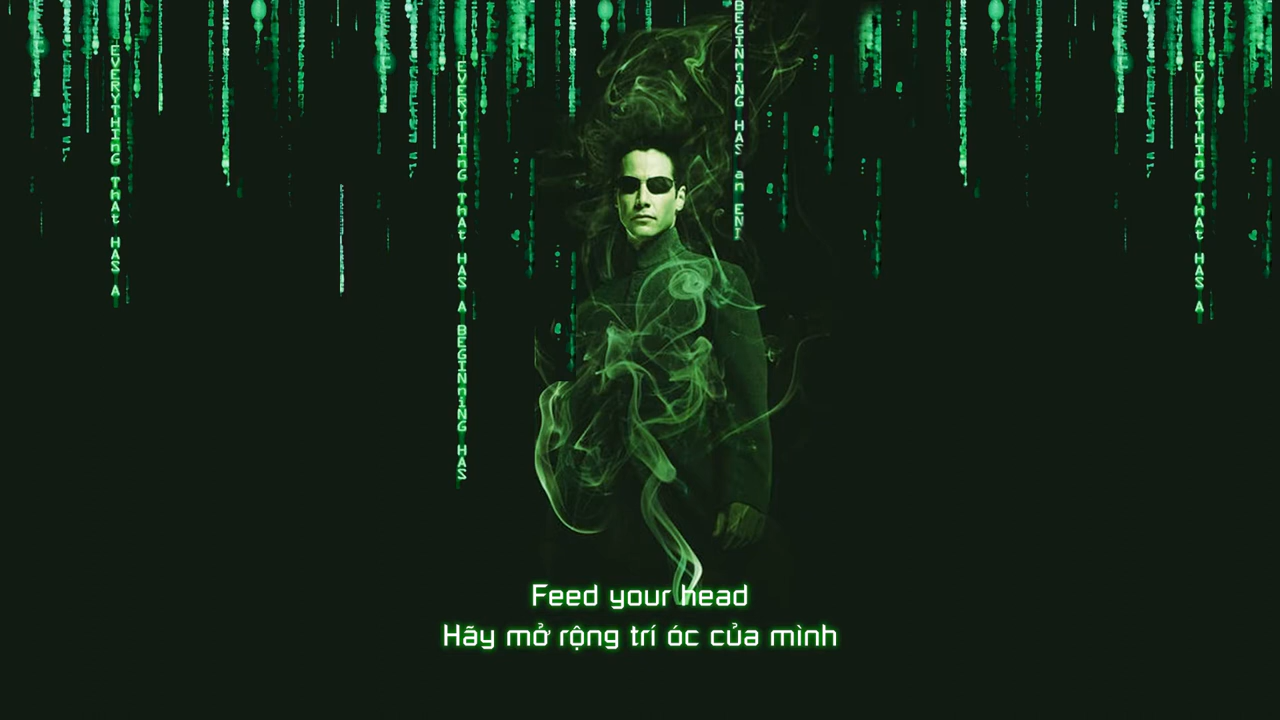 EVERYTHInG THAt HAS A
EVERYTHInG THAt HAS A BEGINniNG HAS
BEGINniNG HAS an EN
EVERYTHInG THAt HAS A
Feed your head
Hãy mở rộng trí óc của mình